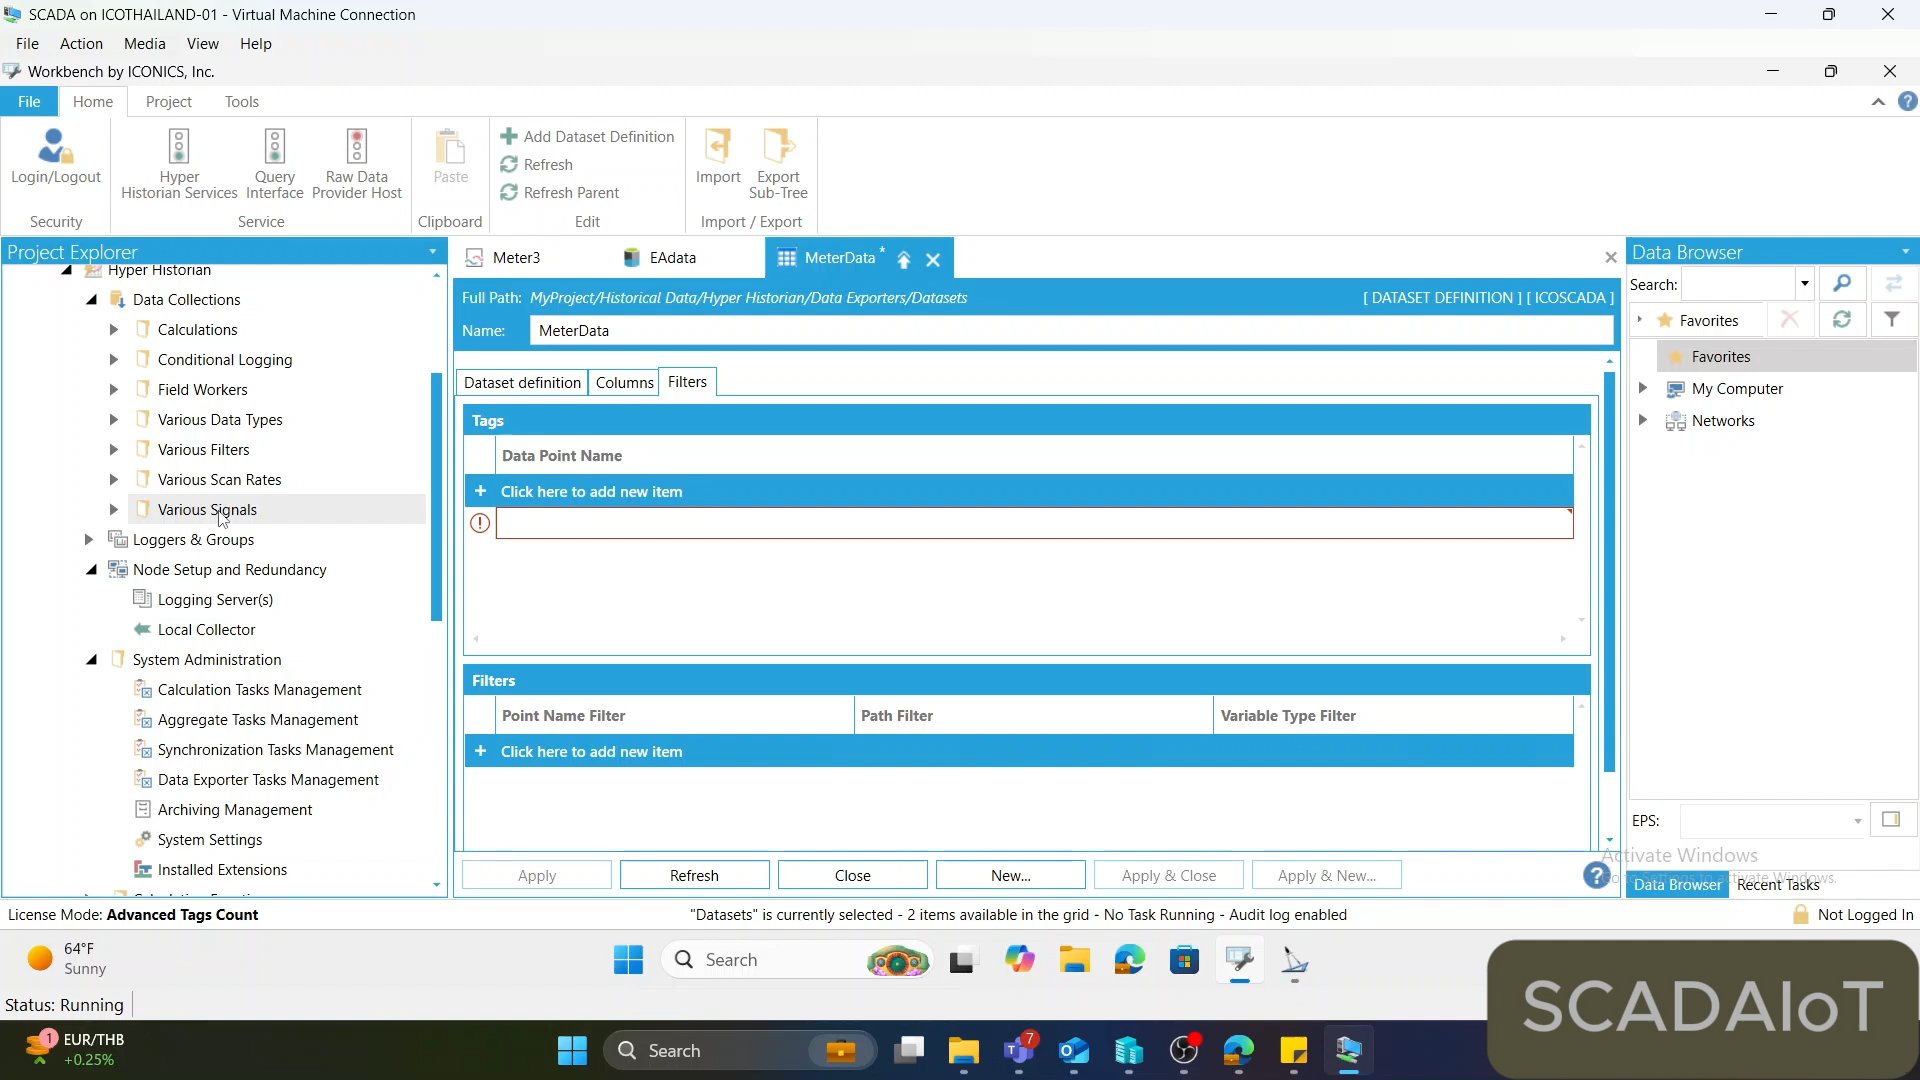 SCADA on ICOTHAILAND-01 - Virtual Machine Connection
File Action Media View Help
Workbench by ICONICS, Inc.
File Home Project Tools
Login/Logout
Security
Hyper Historian Services
Query Interface
Raw Data Provider Host
Service
Paste
Clipboard
Add Dataset Definition
Refresh
Refresh Parent
Edit
Import
Export Sub-Tree
Import / Export
Project Explorer
Hyper Historian
Data Collections
Calculations
Conditional Logging
Field Workers
Various Data Types
Various Filters
Various Scan Rates
Various Signals
Loggers & Groups
Node Setup and Redundancy
Logging Server(s)
Local Collector
System Administration
Calculation Tasks Management
Aggregate Tasks Management
Synchronization Tasks Management
Data Exporter Tasks Management
Archiving Management
System Settings
Installed Extensions
Meter3 EAdata MeterData*
Full Path: MyProject/Historical Data/Hyper Historian/Data Exporters/Datasets [ DATASET DEFINITION ] [ ICOSCADA ]
Name: MeterData
Dataset definition Columns Filters
Tags
Data Point Name
+ Click here to add new item
Filters
Point Name Filter Path Filter Variable Type Filter
+ Click here to add new item
Apply Refresh Close New... Apply & Close Apply & New...
Data Browser
Search:
Favorites
Favorites
My Computer
Networks
EPS:
Activate Windows
Data Browser Recent Tasks
License Mode: Advanced Tags Count "Datasets" is currently selected - 2 items available in the grid - No Task Running - Audit log enabled Not Logged In
64°F
Sunny
Search
Status: Running
SCADAIoT
1 EUR/THB
+0.25%
Search
7